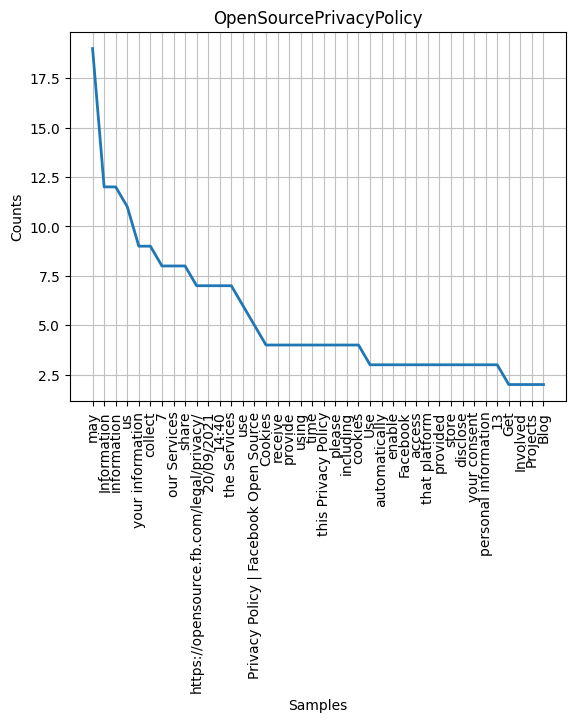 OpenSourcePrivacyPolicy
Counts
17.5
15.0
12.5
10.0
7.5
5.0
2.5
may
Information
information
us
your information
collect
7
our Services
share
https://opensource.fb.com/legal/privacy/
20/09/2021
14:40
the Services
use
Privacy Policy | Facebook Open Source
Cookies
receive
provide
using
time
this Privacy Policy
please
including
cookies
Use
automatically
enable
Facebook
access
that platform
provided
store
disclose
your consent
personal information
13
Get
Involved
Projects
Blog
Samples